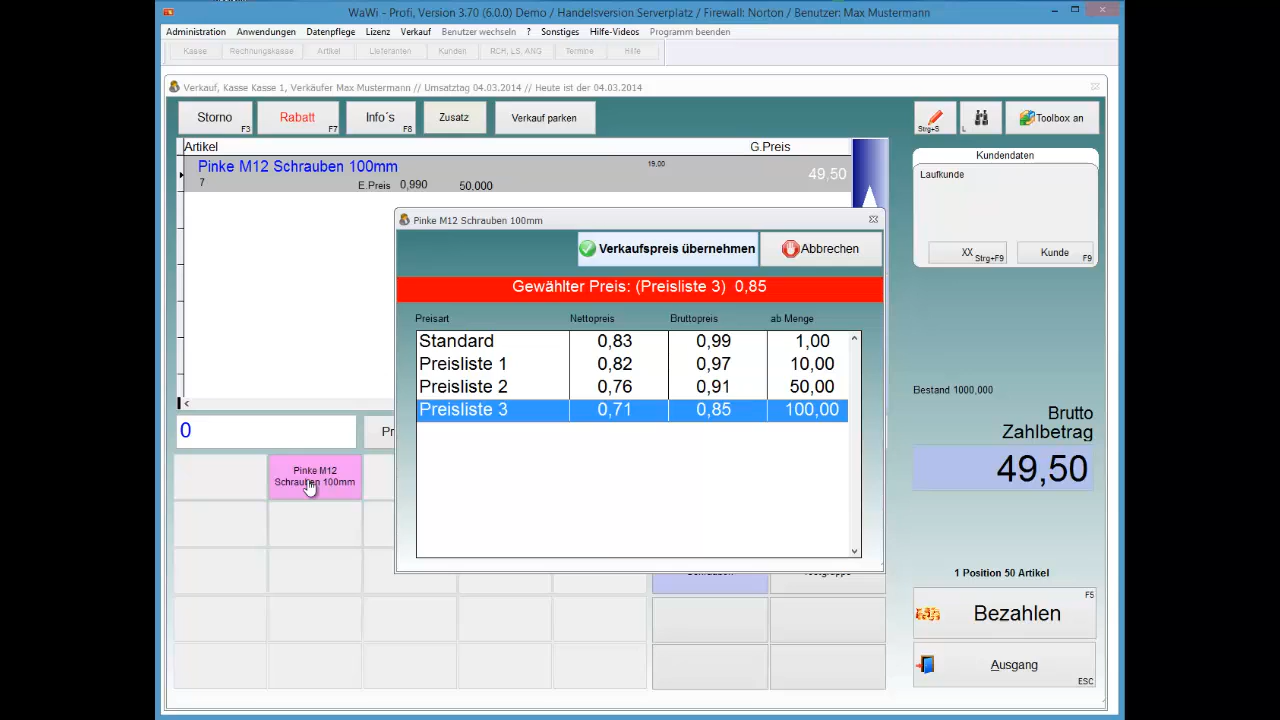 WaWi - Profi, Version 3.70 (6.0.0) Demo / Handelsversion Serverplatz / Firewall: Norton / Benutzer: Max Mustermann
Administration Anwendungen Datenpflege Lizenz Verkauf Benutzer wechseln ? Sonstiges Hilfe-Videos Programm beenden
Kasse Rechnungskasse Artikel Lieferanten Kunden RCH, LS, ANG Termine Hilfe
Verkauf, Kasse Kasse 1, Verkäufer Max Mustermann // Umsatztag 04.03.2014 // Heute ist der 04.03.2014
Storno F3 Rabatt F7 Info´s F8 Zusatz Verkauf parken Strg+S L Toolbox an
Artikel G.Preis
Pinke M12 Schrauben 100mm 19,00 49,50
7 E.Preis 0,990 50,000
Kundendaten
Laufkunde
XX Strg+F9 Kunde F9
Pinke M12 Schrauben 100mm
Verkaufspreis übernehmen Abbrechen
Gewählter Preis: (Preisliste 3) 0,85
Preisart Nettopreis Bruttopreis ab Menge
Standard 0,83 0,99 1,00
Preisliste 1 0,82 0,97 10,00
Preisliste 2 0,76 0,91 50,00
Preisliste 3 0,71 0,85 100,00
Bestand 1000,000
Brutto
Zahlbetrag
49,50
0 Pr
Pinke M12
Schrauben 100mm
1 Position 50 Artikel
Bezahlen F5
Ausgang ESC